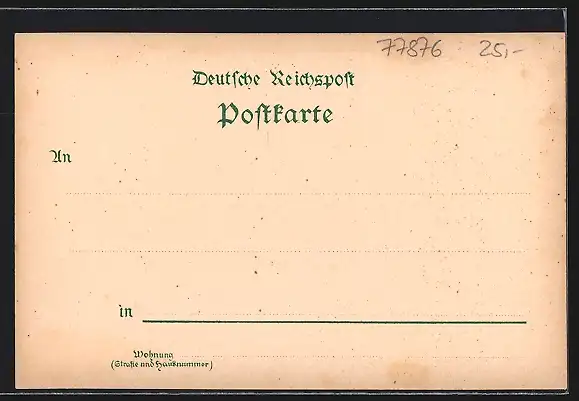 77876 25,-
Deutsche Reichspost
Postkarte
An
in
Wohnung
(Straße und Hausnummer)